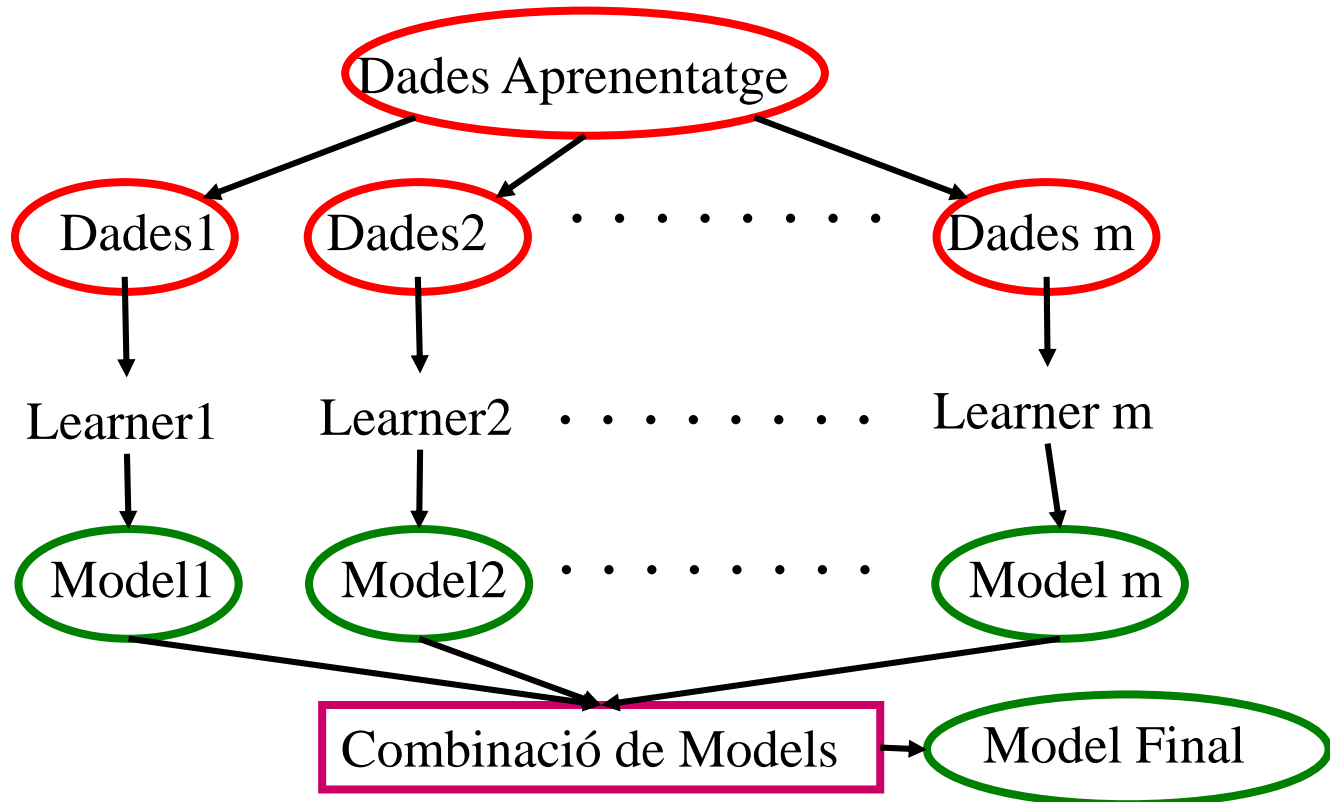 Dades Aprenentatge
Dades1
Dades2
Dades m
Learner1
Learner2
Learner m
Model1
Model2
Model m
Combinació de Models
Model Final